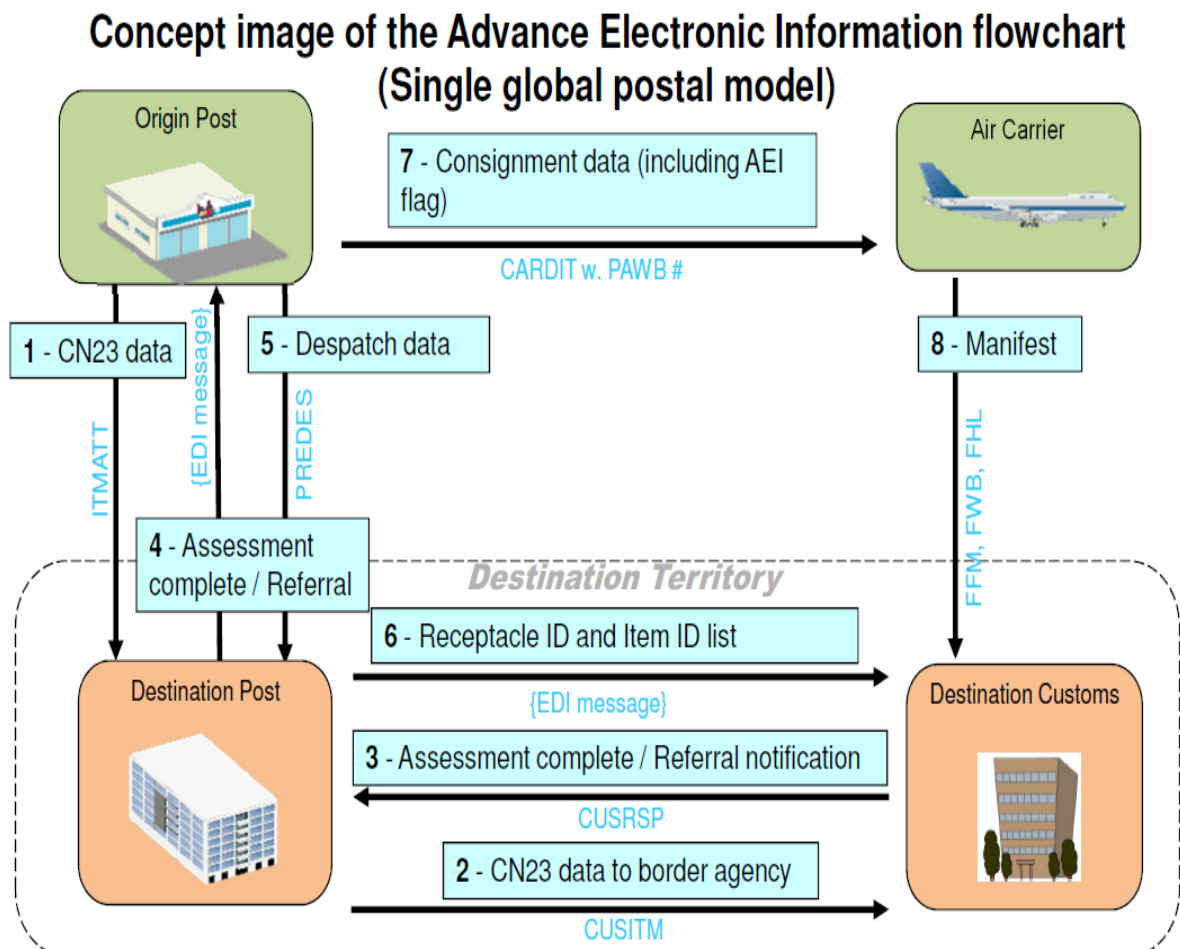 Concept image of the Advance Electronic Information flowchart
(Single global postal model)
Origin Post
Air Carrier
7 - Consignment data (including AEI
flag)
CARDIT w. PAWB #
1 - CN23 data
{EDI message}
5 - Despatch data
8 - Manifest
ITMATT
PREDES
FFM, FWB, FHL
4 - Assessment
complete / Referral
Destination Territory
6 - Receptacle ID and Item ID list
{EDI message}
Destination Post
Destination Customs
3 - Assessment complete / Referral notification
CUSRSP
2 - CN23 data to border agency
CUSITM